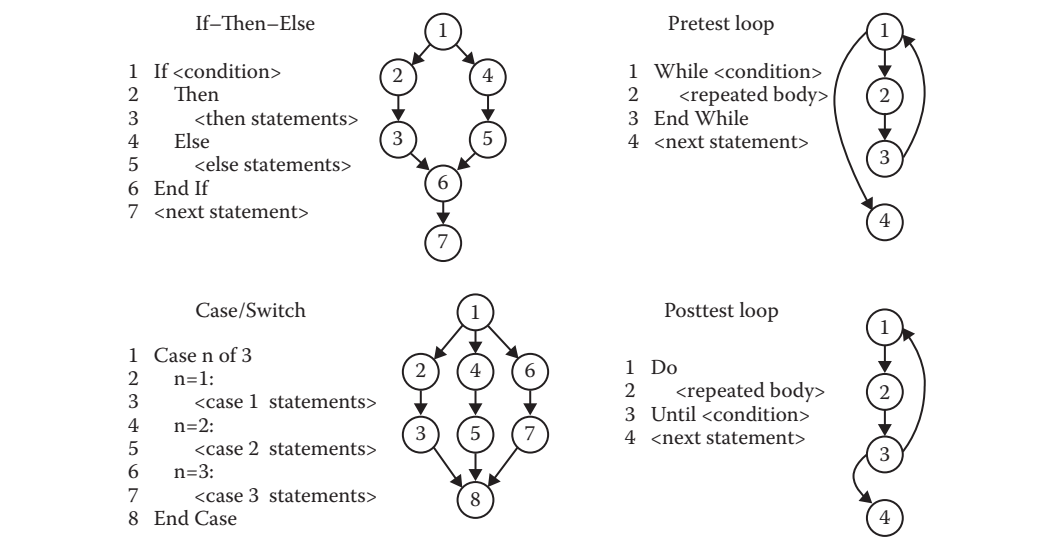 If–Then–Else
1 If <condition>
2 Then
3 <then statements>
4 Else
5 <else statements>
6 End If
7 <next statement>
1
2 4
3 5
6
7
Pretest loop
1 While <condition>
2 <repeated body>
3 End While
4 <next statement>
1
2
3
4
Case/Switch
1 Case n of 3
2 n=1:
3 <case 1 statements>
4 n=2:
5 <case 2 statements>
6 n=3:
7 <case 3 statements>
8 End Case
1
2 4 6
3 5 7
8
Posttest loop
1 Do
2 <repeated body>
3 Until <condition>
4 <next statement>
1
2
3
4